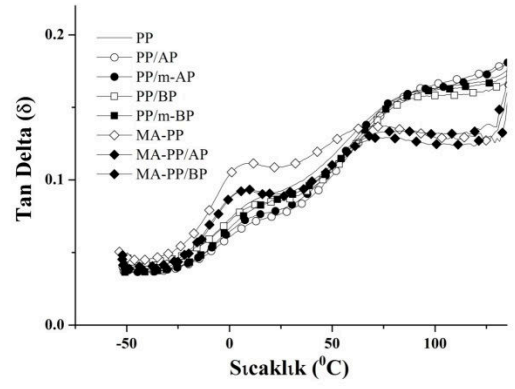 0.2
0.1
0.0
Tan Delta (δ)
PP
PP/AP
PP/m-AP
PP/BP
PP/m-BP
MA-PP
MA-PP/AP
MA-PP/BP
-50 0 50 100
Sıcaklık (⁰C)